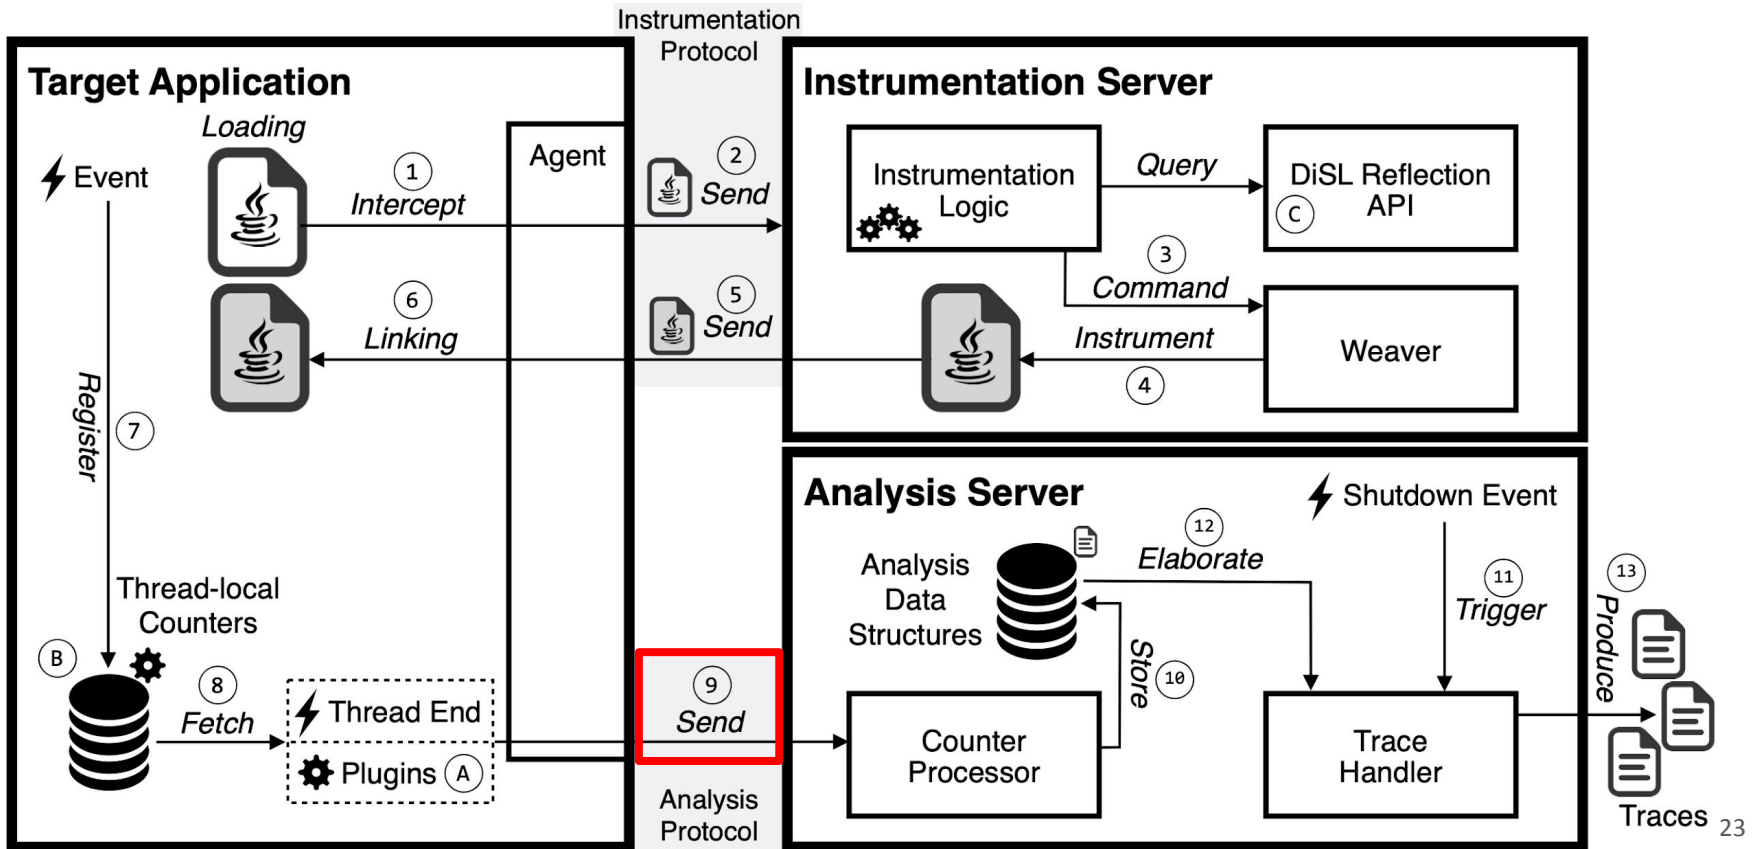 Instrumentation
Protocol
Target Application
Loading
Event
1
Intercept
Agent
2
Send
6
Linking
5
Send
Register
7
Thread-local
Counters
B
8
Fetch
Thread End
Plugins A
9
Send
Analysis
Protocol
Instrumentation Server
Instrumentation
Logic
Query
DiSL Reflection
API
C
3
Command
Instrument
4
Weaver
Analysis Server
Shutdown Event
Analysis
Data
Structures
12
Elaborate
11
Trigger
Store
10
Counter
Processor
Trace
Handler
13
Produce
Traces
23